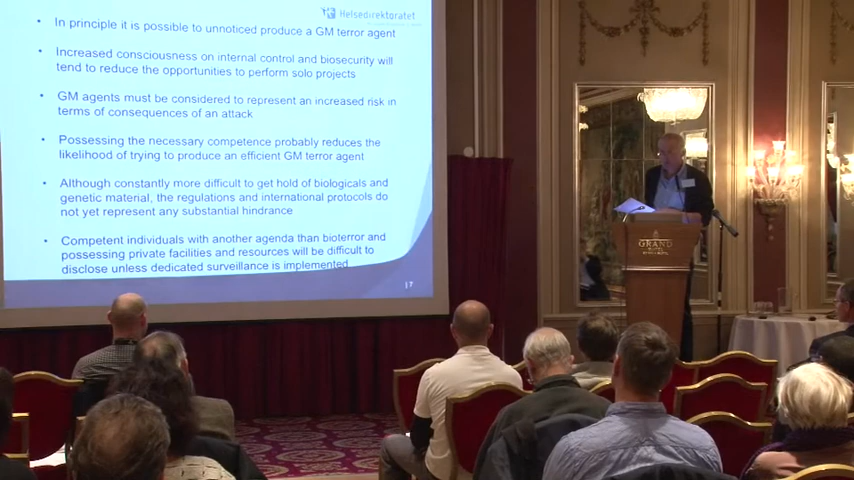 Helsedirektoratet
• In principle it is possible to unnoticed produce a GM terror agent
• Increased consciousness on internal control and biosecurity will
tend to reduce the opportunities to perform solo projects
• GM agents must be considered to represent an increased risk in
terms of consequences of an attack
• Possessing the necessary competence probably reduces the
likelihood of trying to produce an efficient GM terror agent
• Although constantly more difficult to get hold of biologicals and
genetic material, the regulations and international protocols do
not yet represent any substantial hindrance
• Competent individuals with another agenda than bioterror and
possessing private facilities and resources will be difficult to
disclose unless dedicated surveillance is implemented
| 7
GRAND